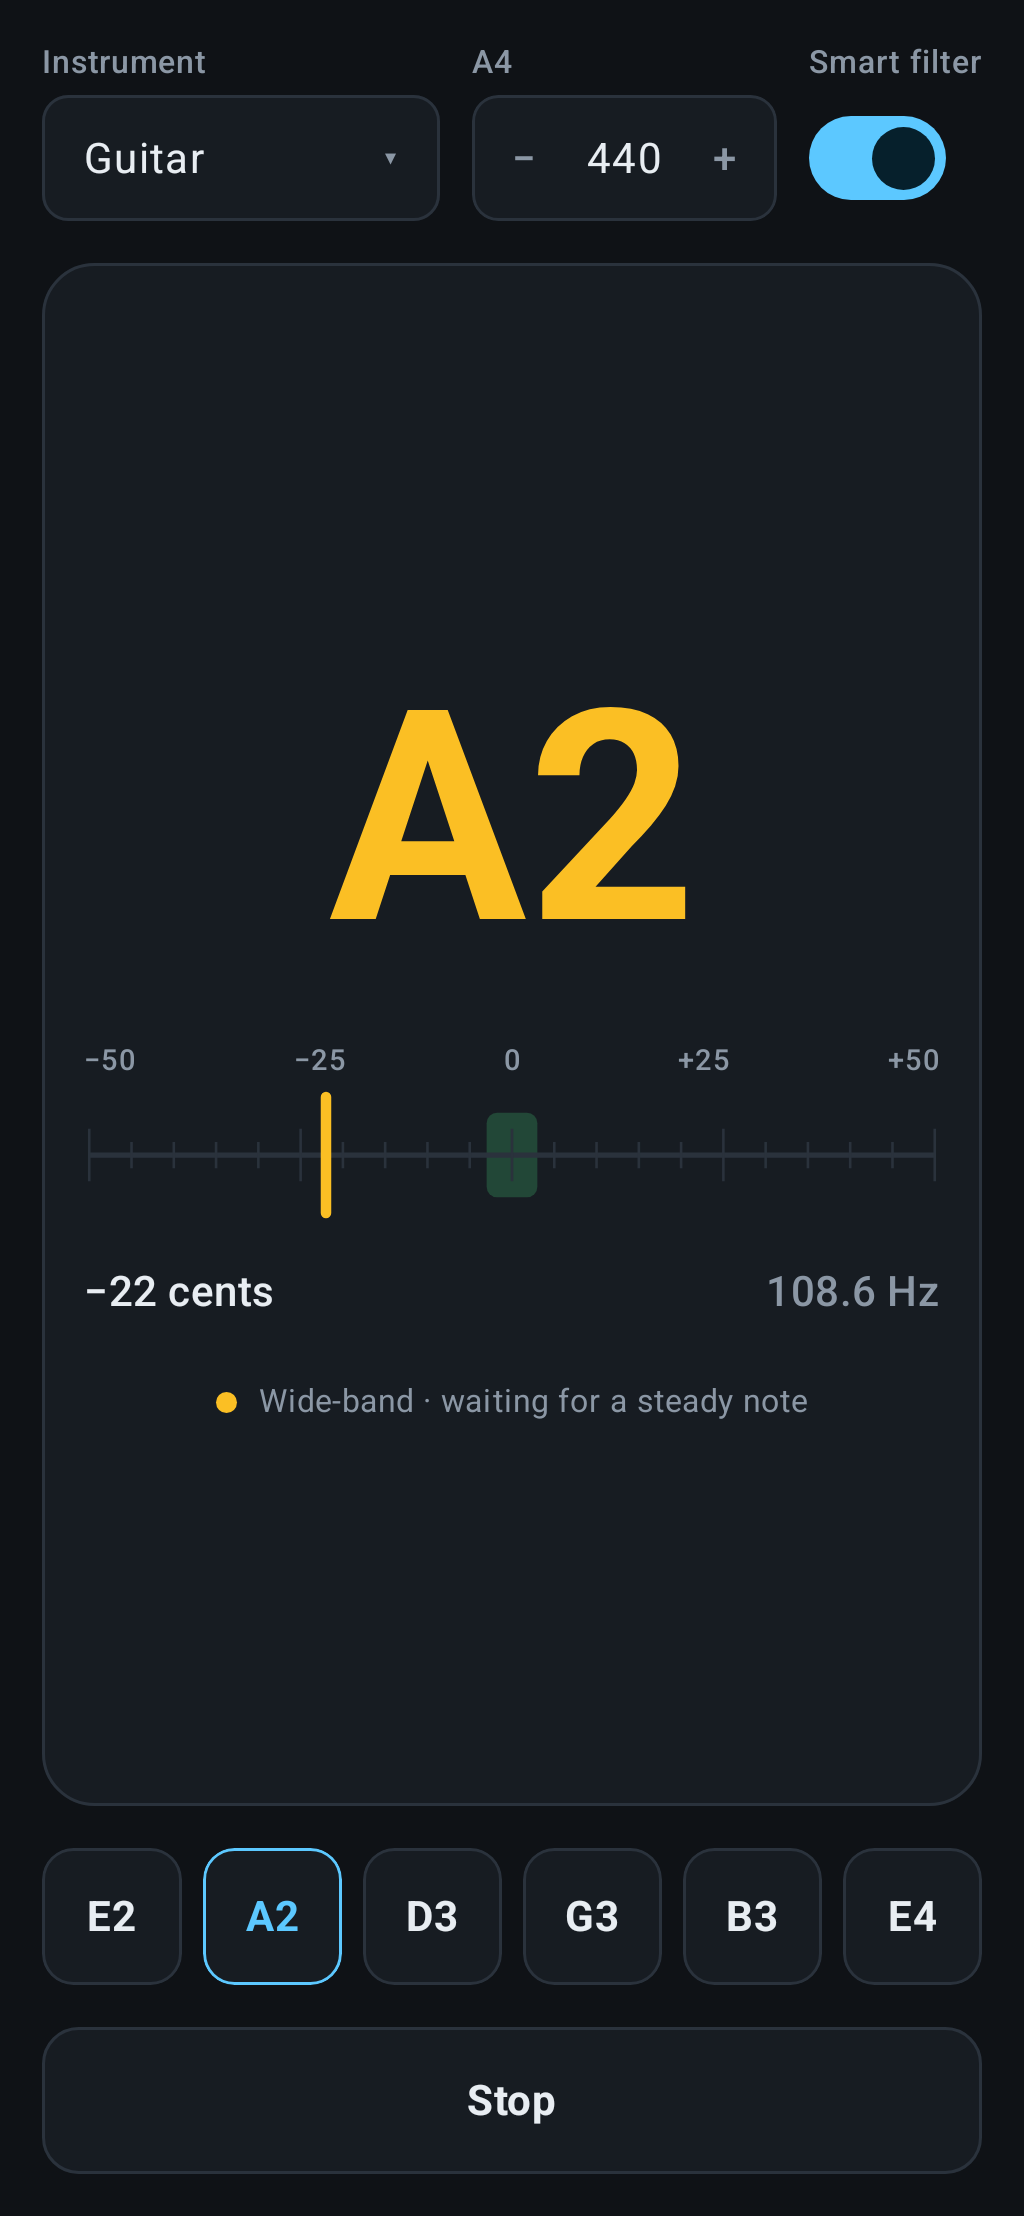 Instrument A4 Smart filter
Guitar ▾ − 440 +
A2
−50 −25 0 +25 +50
−22 cents 108.6 Hz
Wide-band · waiting for a steady note
E2 A2 D3 G3 B3 E4
Stop